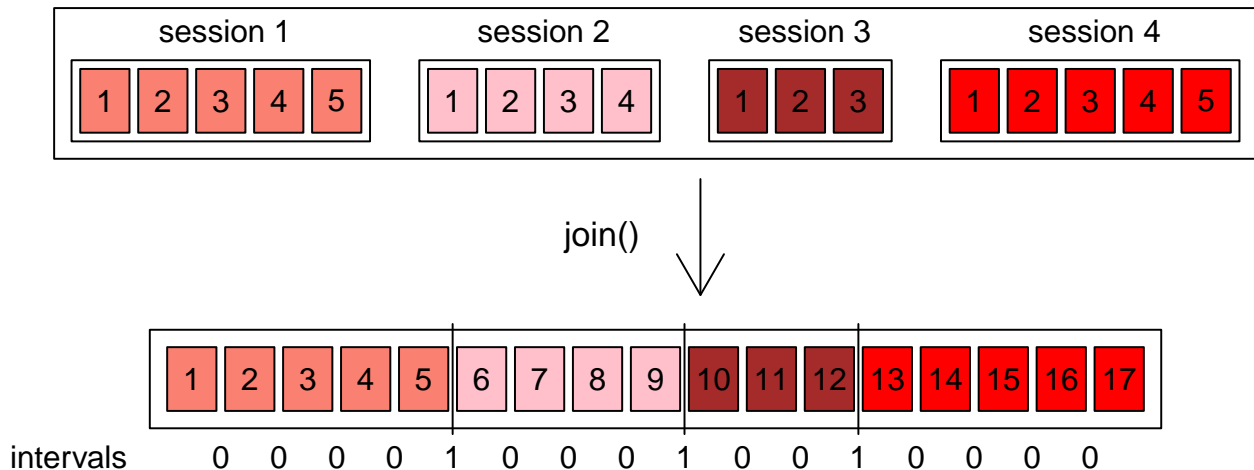 session 1 session 2 session 3 session 4
1 2 3 4 5 1 2 3 4 1 2 3 1 2 3 4 5
join()
1 2 3 4 5 6 7 8 9 10 11 12 13 14 15 16 17
intervals 0 0 0 0 1 0 0 0 1 0 0 1 0 0 0 0